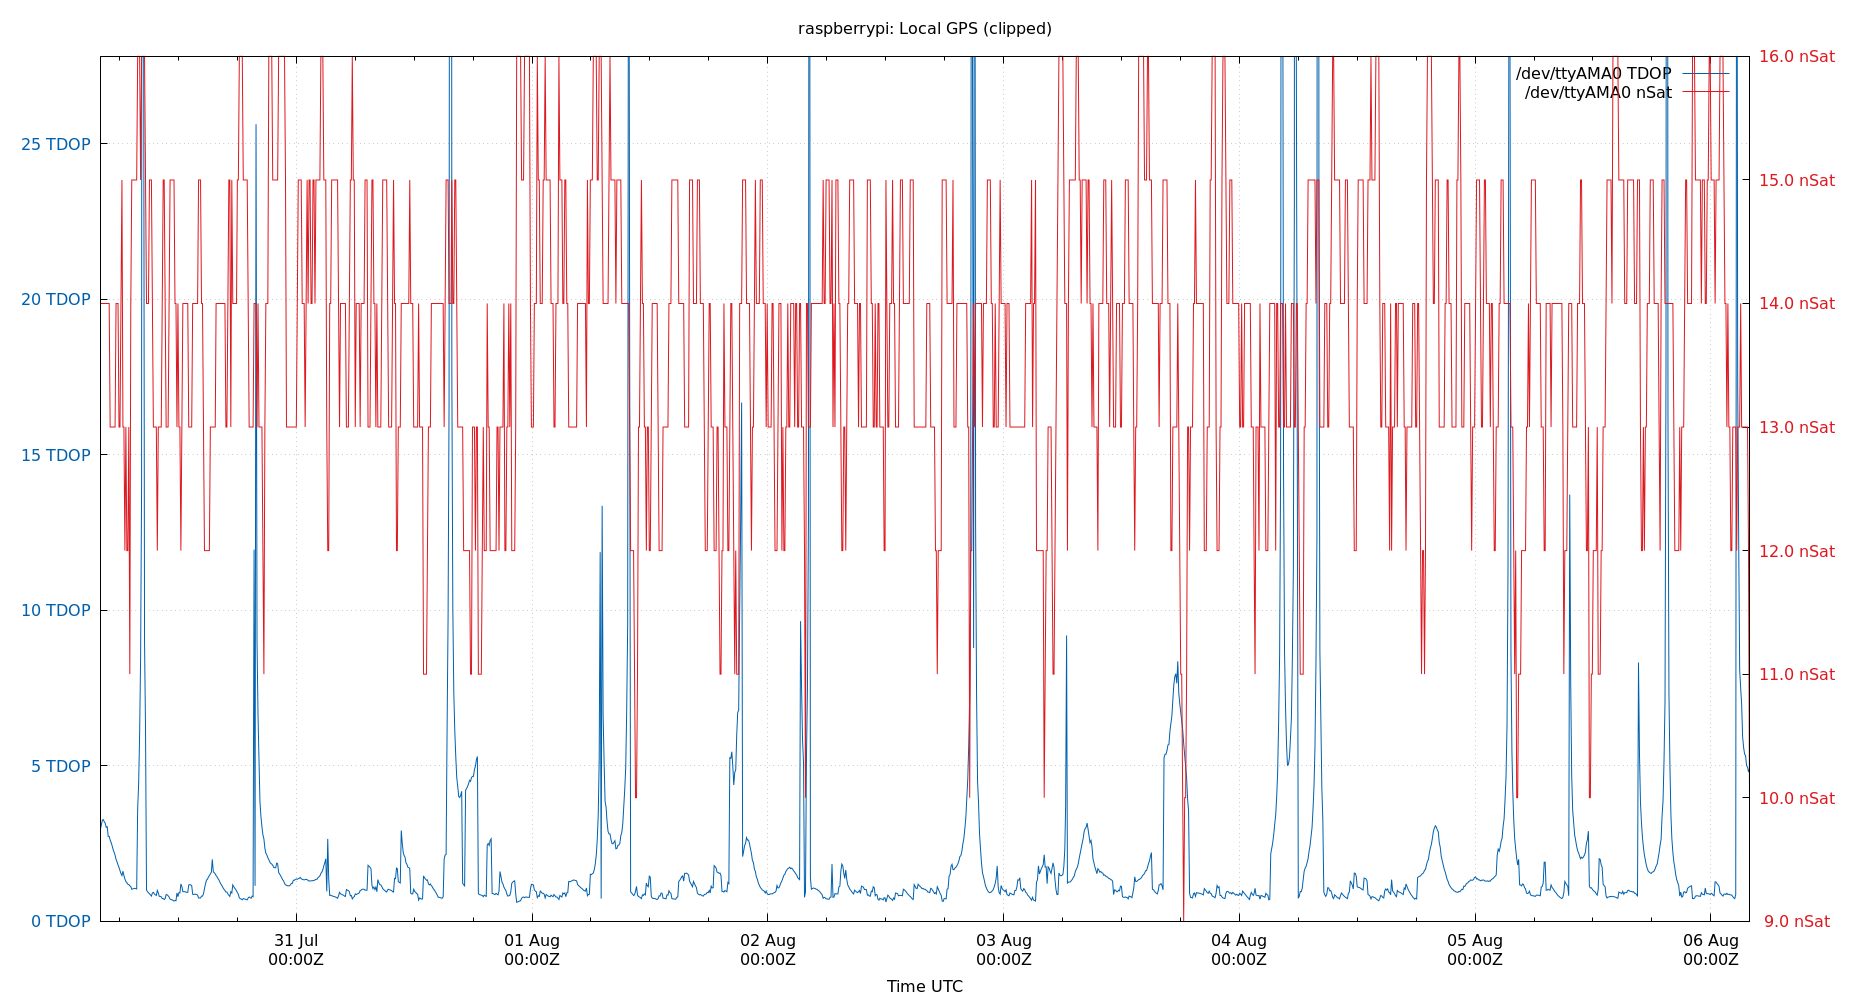 raspberrypi: Local GPS (clipped)
/dev/ttyAMA0 TDOP
/dev/ttyAMA0 nSat
25 TDOP
20 TDOP
15 TDOP
10 TDOP
5 TDOP
0 TDOP
16.0 nSat
15.0 nSat
14.0 nSat
13.0 nSat
12.0 nSat
11.0 nSat
10.0 nSat
9.0 nSat
31 Jul
00:00Z
01 Aug
00:00Z
02 Aug
00:00Z
03 Aug
00:00Z
04 Aug
00:00Z
05 Aug
00:00Z
06 Aug
00:00Z
Time UTC